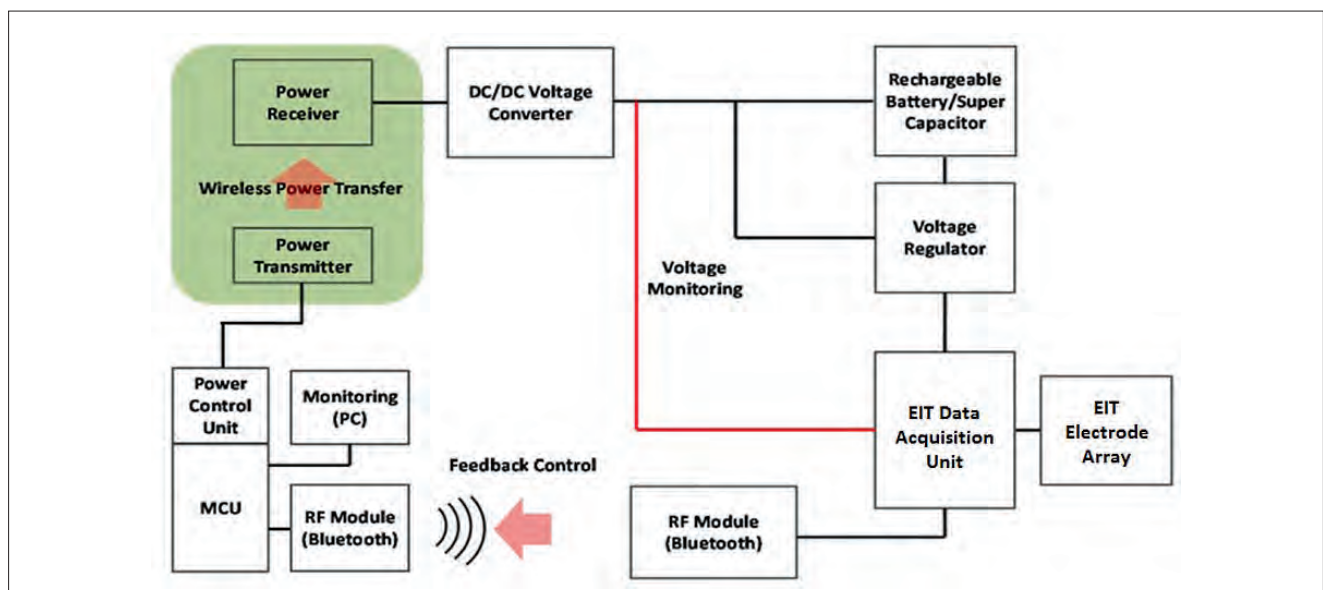 Power
Receiver
Wireless Power Transfer
Power
Transmitter
DC/DC Voltage
Converter
Rechargeable
Battery/Super
Capacitor
Voltage
Regulator
Voltage
Monitoring
Power
Control
Unit
MCU
Monitoring
(PC)
RF Module
(Bluetooth)
Feedback Control
RF Module
(Bluetooth)
EIT Data
Acquisition
Unit
EIT
Electrode
Array